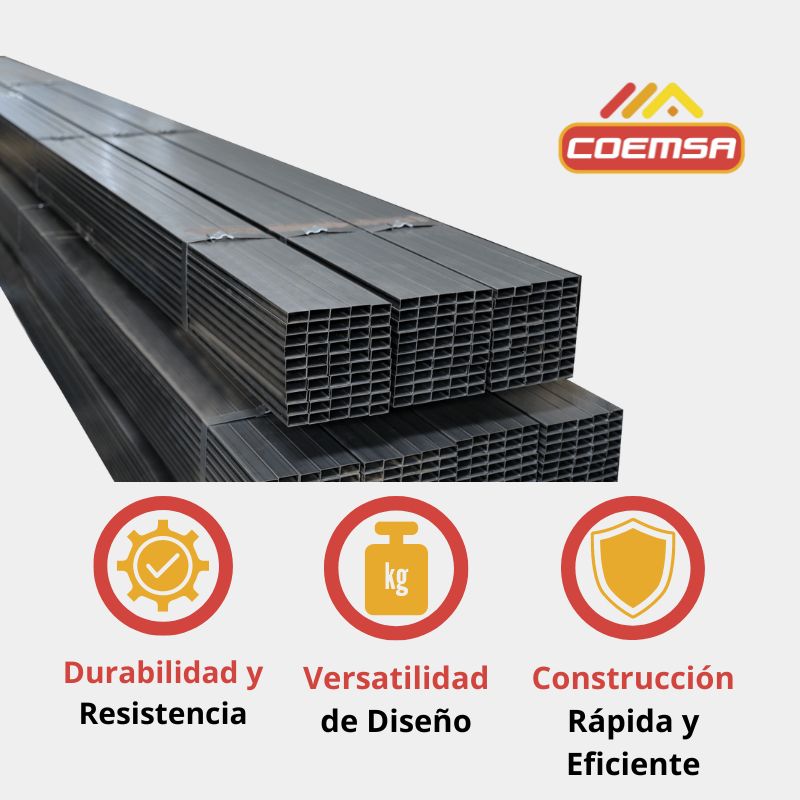 COEMSA
kg
Durabilidad y
Resistencia
Versatilidad
de Diseño
Construcción
Rápida y
Eficiente